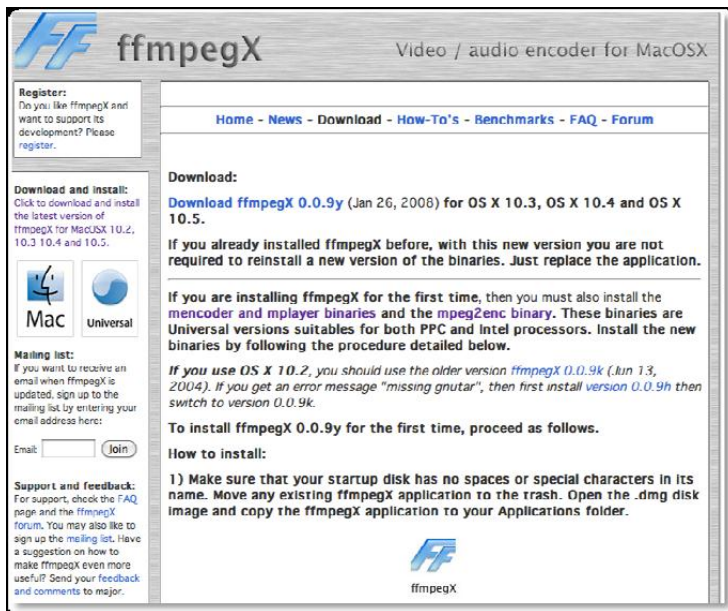 ffmpegX
Video / audio encoder for MacOSX
Register:
Do you like ffmpegX and
want to support its
development? Please
register.
Download and install:
Click to download and install
the latest version of
ffmpegX for MacOSX 10.2,
10.3 10.4 and 10.5.
Mac
Universal
Mailing list:
If you want to receive an
email when ffmpegX is
updated, sign up to the
mailing list by entering your
email address here:
Email:
Join
Support and feedback:
For support, check the FAQ
page and the ffmpegX
forum. You may also like to
sign up the mailing list. Have
a suggestion on how to
make ffmpegX even more
useful? Send your feedback
and comments to major.
Home - News - Download - How-To's - Benchmarks - FAQ - Forum
Download:
Download ffmpegX 0.0.9y (Jan 26, 2008) for OS X 10.3, OS X 10.4 and OS X
10.5.
If you already installed ffmpegX before, with this new version you are not
required to reinstall a new version of the binaries. Just replace the application.
If you are installing ffmpegX for the first time, then you must also install the
mencoder and mplayer binaries and the mpeg2enc binary. These binaries are
Universal versions suitable for both PPC and Intel processors. Install the new
binaries by following the procedure detailed below.
If you use OS X 10.2, you should use the older version ffmpegX 0.0.9k (Jun 13,
2004). If you get an error message "missing gnutar", then first install version 0.0.9h then
switch to version 0.0.9k.
To install ffmpegX 0.0.9y for the first time, proceed as follows.
How to install:
1) Make sure that your startup disk has no spaces or special characters in its
name. Move any existing ffmpegX application to the trash. Open the .dmg disk
image and copy the ffmpegX application to your Applications folder.
ffmpegX